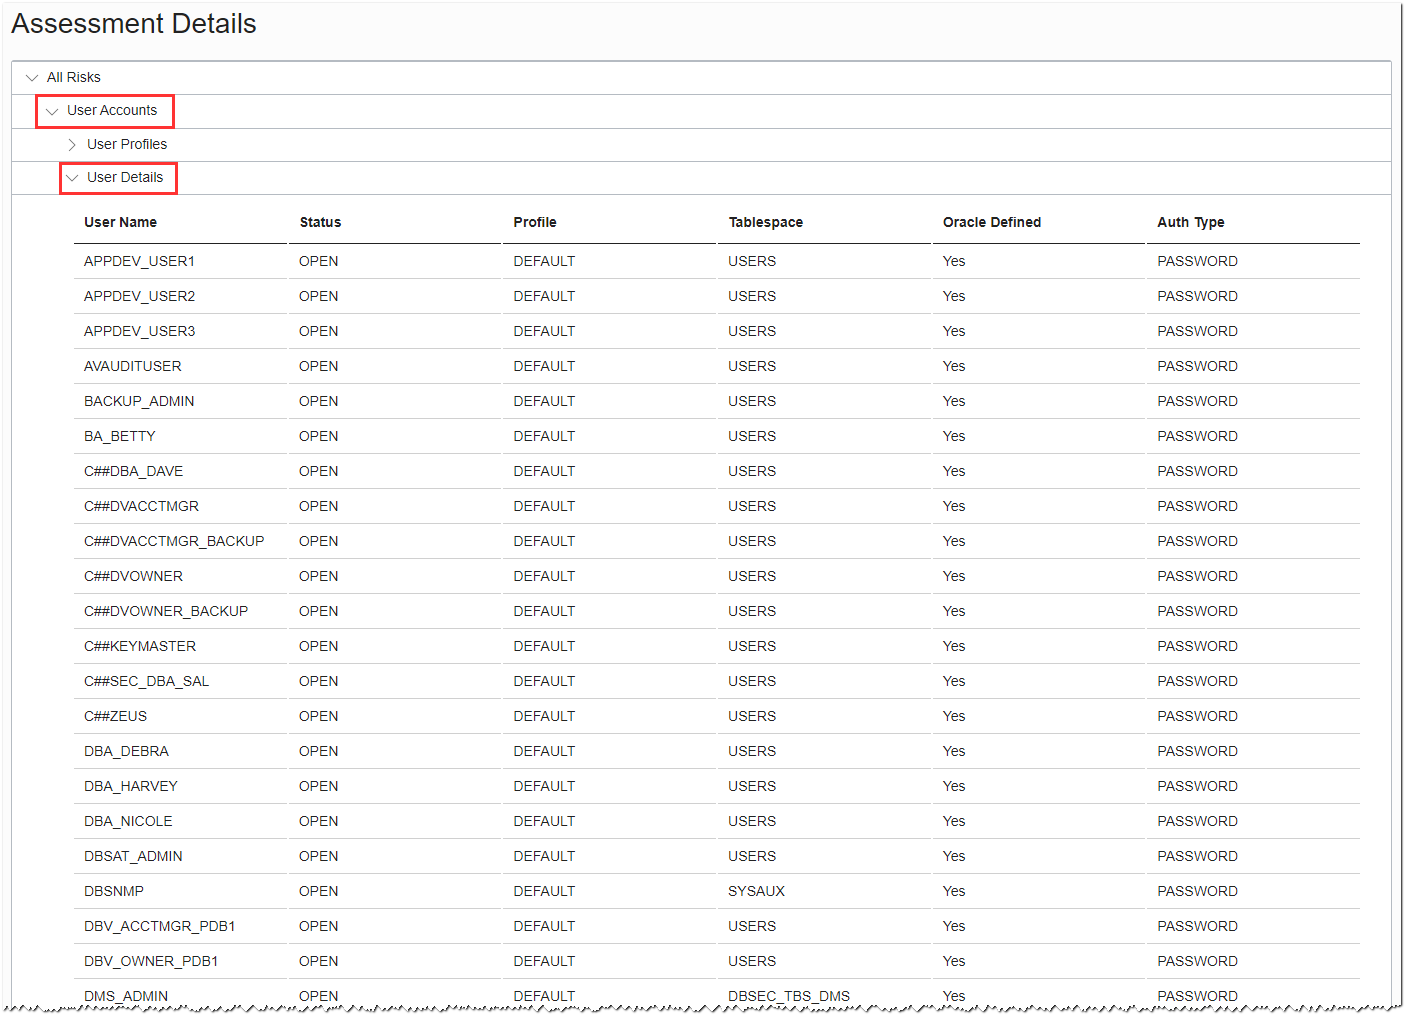 Assessment Details
All Risks
User Accounts
User Profiles
User Details
User Name Status Profile Tablespace Oracle Defined Auth Type
APPDEV_USER1 OPEN DEFAULT USERS Yes PASSWORD
APPDEV_USER2 OPEN DEFAULT USERS Yes PASSWORD
APPDEV_USER3 OPEN DEFAULT USERS Yes PASSWORD
AVAUDITUSER OPEN DEFAULT USERS Yes PASSWORD
BACKUP_ADMIN OPEN DEFAULT USERS Yes PASSWORD
BA_BETTY OPEN DEFAULT USERS Yes PASSWORD
C##DBA_DAVE OPEN DEFAULT USERS Yes PASSWORD
C##DVACCTMGR OPEN DEFAULT USERS Yes PASSWORD
C##DVACCTMGR_BACKUP OPEN DEFAULT USERS Yes PASSWORD
C##DVOWNER OPEN DEFAULT USERS Yes PASSWORD
C##DVOWNER_BACKUP OPEN DEFAULT USERS Yes PASSWORD
C##KEYMASTER OPEN DEFAULT USERS Yes PASSWORD
C##SEC_DBA_SAL OPEN DEFAULT USERS Yes PASSWORD
C##ZEUS OPEN DEFAULT USERS Yes PASSWORD
DBA_DEBRA OPEN DEFAULT USERS Yes PASSWORD
DBA_HARVEY OPEN DEFAULT USERS Yes PASSWORD
DBA_NICOLE OPEN DEFAULT USERS Yes PASSWORD
DBSAT_ADMIN OPEN DEFAULT USERS Yes PASSWORD
DBSNMP OPEN DEFAULT SYSAUX Yes PASSWORD
DBV_ACCTMGR_PDB1 OPEN DEFAULT USERS Yes PASSWORD
DBV_OWNER_PDB1 OPEN DEFAULT USERS Yes PASSWORD
DMS_ADMIN OPEN DEFAULT DBSEC_TBS_DMS Yes PASSWORD